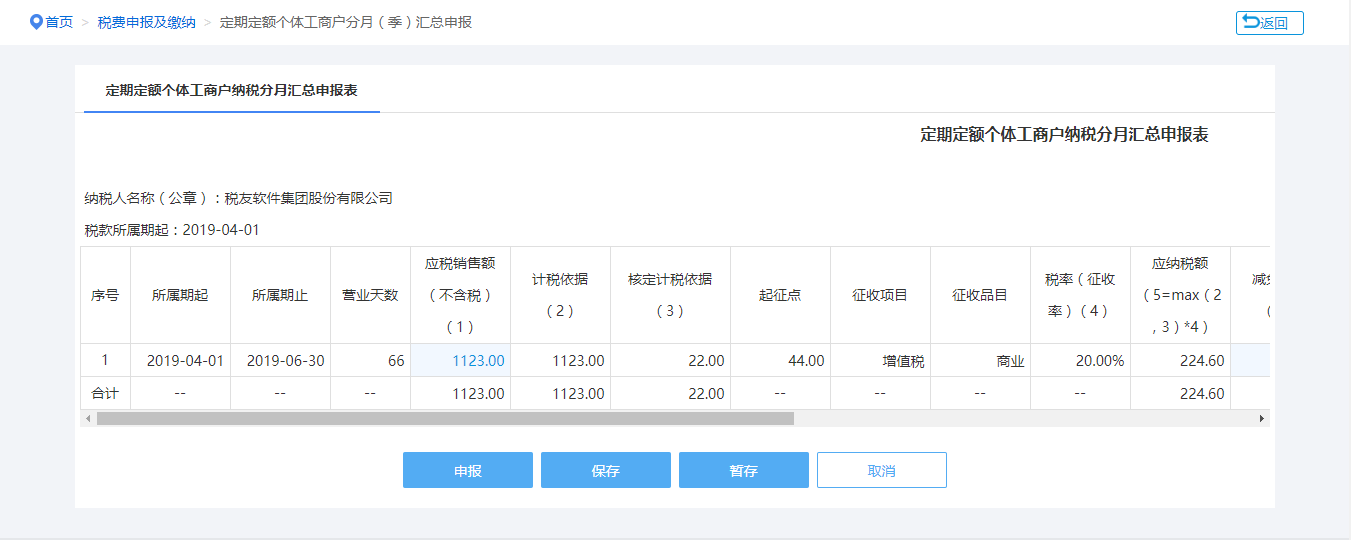 首页 > 税费申报及缴纳 > 定期定额个体工商户分月（季）汇总申报
返回
定期定额个体工商户纳税分月汇总申报表
定期定额个体工商户纳税分月汇总申报表
纳税人名称（公章）：税友软件集团股份有限公司
税款所属期起：2019-04-01
序号
所属期起
所属期止
营业天数
应税销售额
（不含税）
（1）
计税依据
（2）
核定计税依据
（3）
起征点
征收项目
征收品目
税率（征收
率）（4）
应纳税额
（5=max（2
，3）*4）
减
（
1 2019-04-01 2019-06-30 66 1123.00 1123.00 22.00 44.00 增值税 商业 20.00% 224.60
合计 -- -- -- 1123.00 1123.00 22.00 -- -- -- -- 224.60
申报 保存 暂存 取消